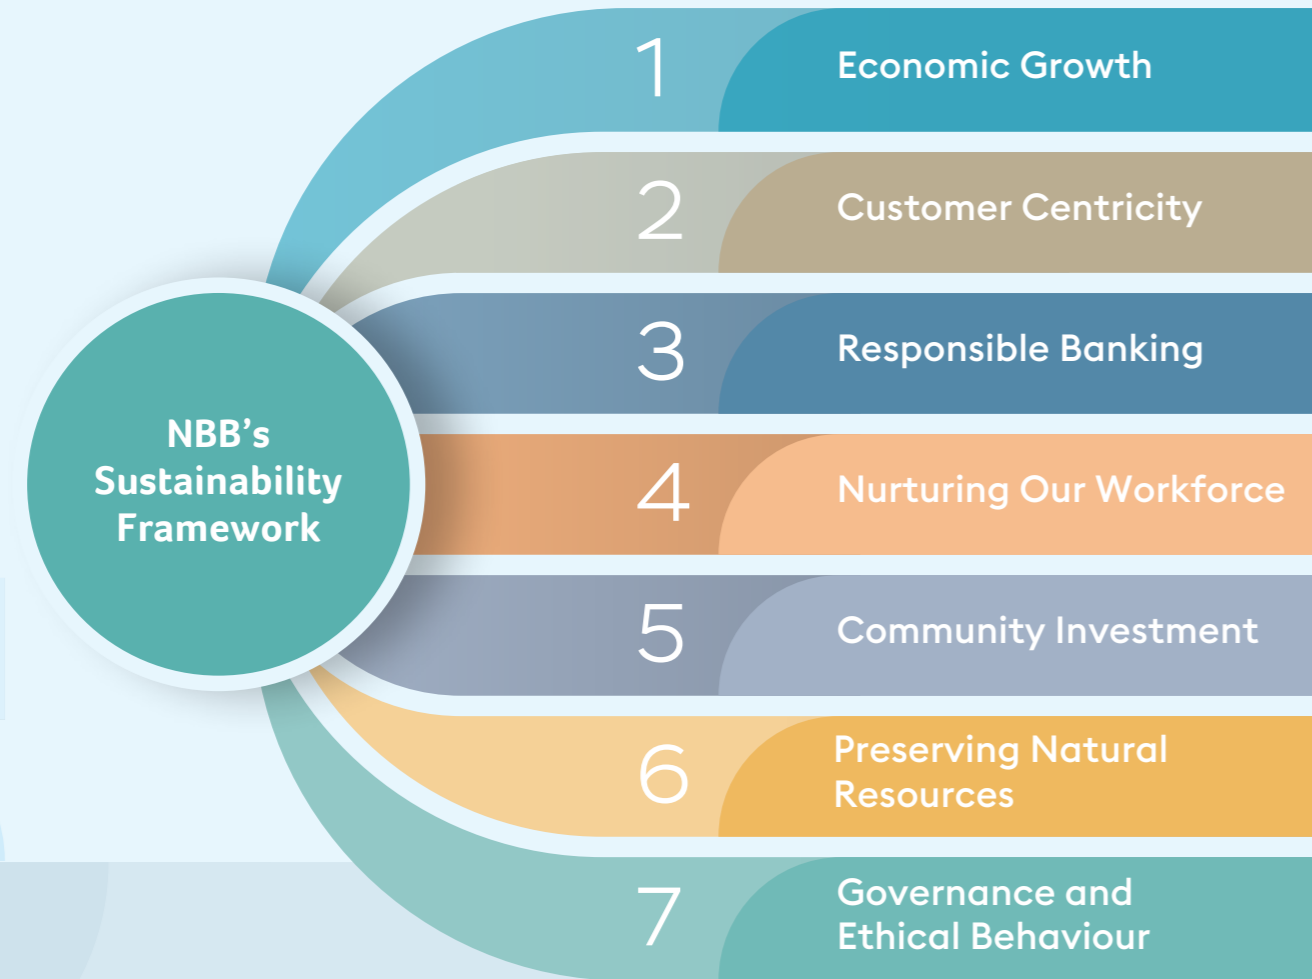 NBB’s
Sustainability
Framework
1
Economic Growth
2
Customer Centricity
3
Responsible Banking
4
Nurturing Our Workforce
5
Community Investment
6
Preserving Natural
Resources
7
Governance and
Ethical Behaviour